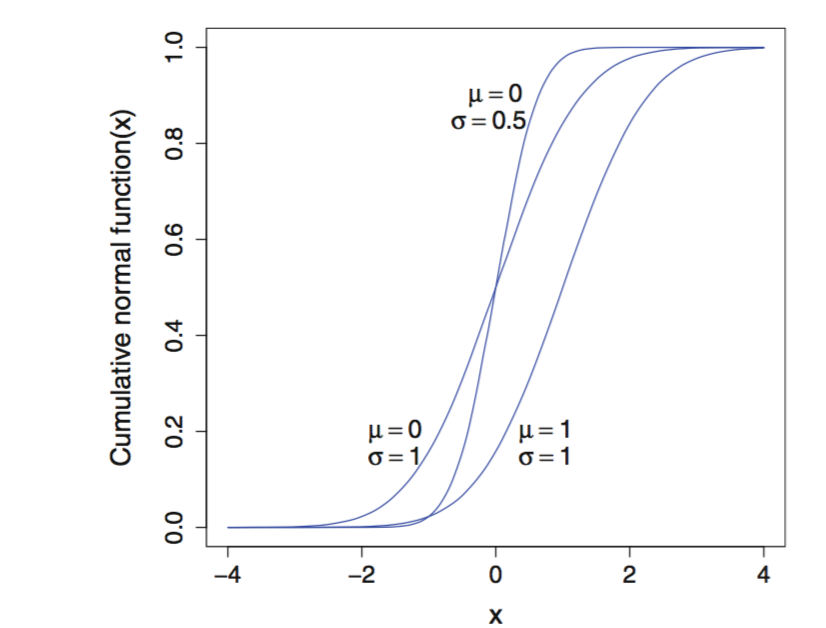 Cumulative normal function(x)
1.0
0.8
0.6
0.4
0.2
0.0
μ = 0
σ = 0.5
μ = 0
σ = 1
μ = 1
σ = 1
−4
−2
0
2
4
x